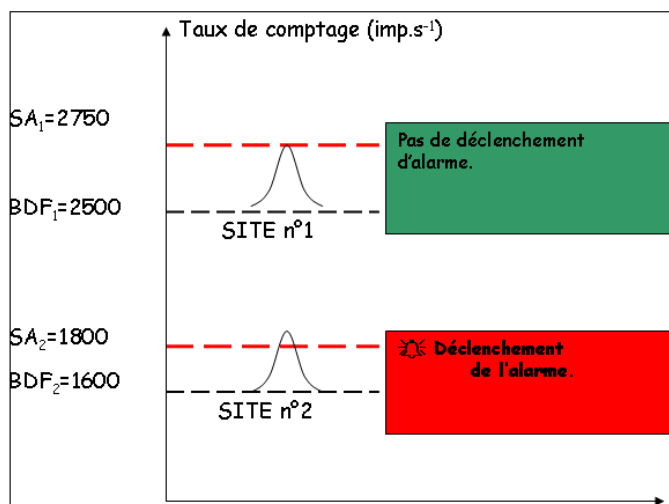 Taux de comptage (imp.s⁻¹)
SA₁=2750
Pas de déclenchement
d'alarme.
BDF₁=2500
SITE n°1
SA₂=1800
Déclenchement
de l'alarme.
BDF₂=1600
SITE n°2